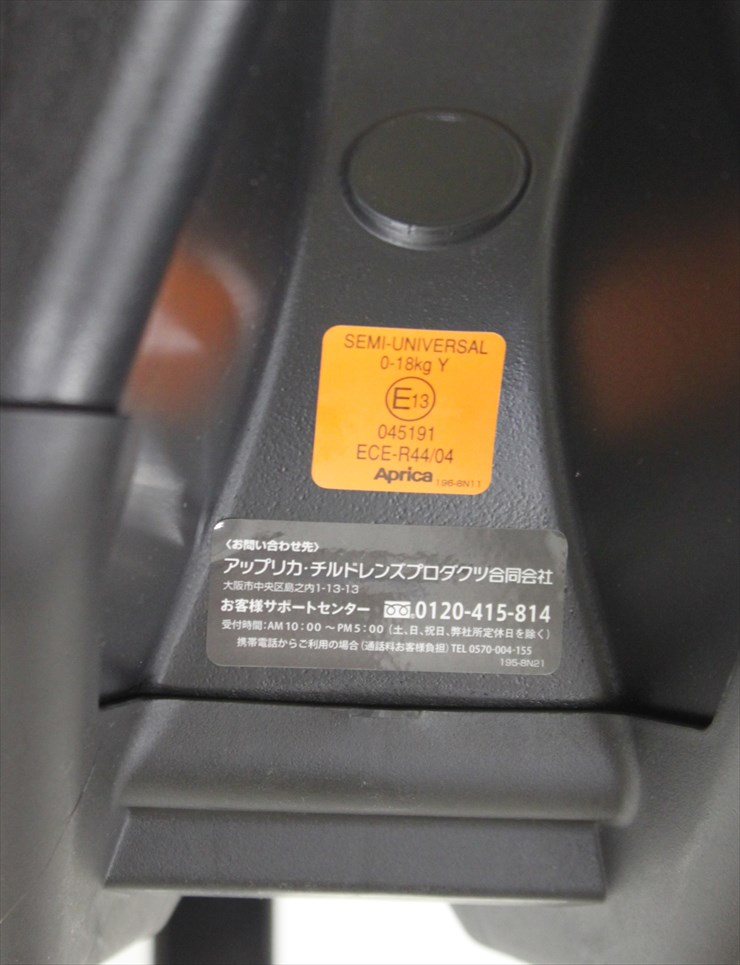 SEMI-UNIVERSAL
0-18kg Y
E13
045191
ECE-R44/04
Aprica 196-8N11
〈お問い合わせ先〉
アップリカ・チルドレンズプロダクツ合同会社
大阪市中央区島之内1-13-13
お客様サポートセンター 0120-415-814
受付時間:AM10:00 〜 PM5:00 (土、日、祝日、弊社所定休日を除く)
携帯電話からご利用の場合 (通話料お客様負担) TEL 0570-004-155
195-8N21